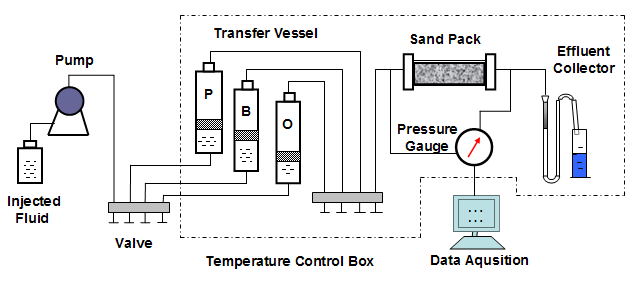 Transfer Vessel
Sand Pack
Effluent
Collector
Pump
P
B
O
Pressure
Gauge
Injected
Fluid
Valve
Temperature Control Box
Data Aqusition